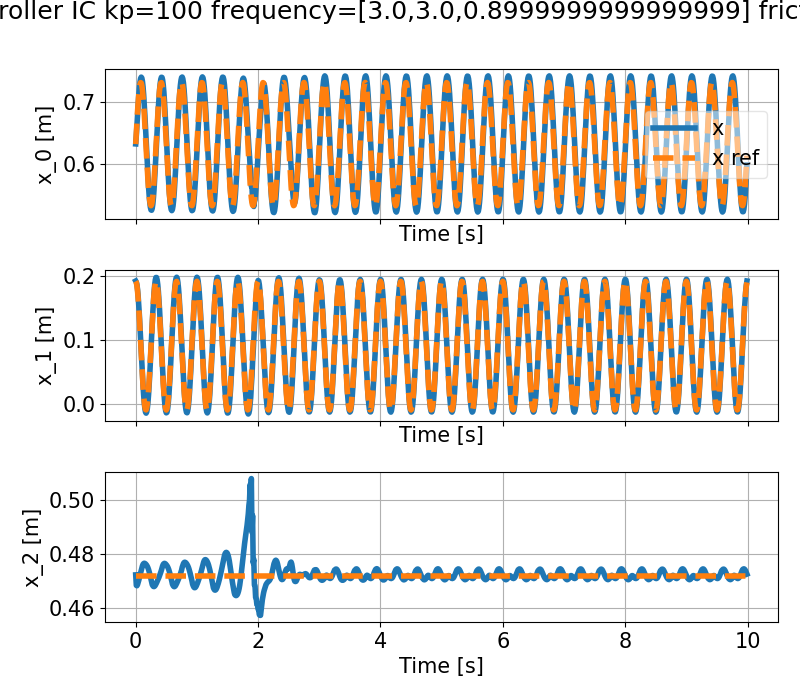 roller IC kp=100 frequency=[3.0,3.0,0.8999999999999999] frict
0.7
0.6
x_0 [m]
x
x ref
Time [s]
0.2
0.1
0.0
x_1 [m]
Time [s]
0.50
0.48
0.46
x_2 [m]
0 2 4 6 8 10
Time [s]